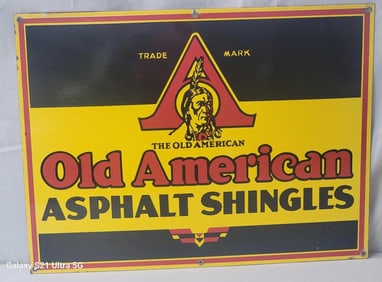 TRADE MARK
THE OLD AMERICAN
Old American
ASPHALT SHINGLES
Galaxy S21 Ultra 5G